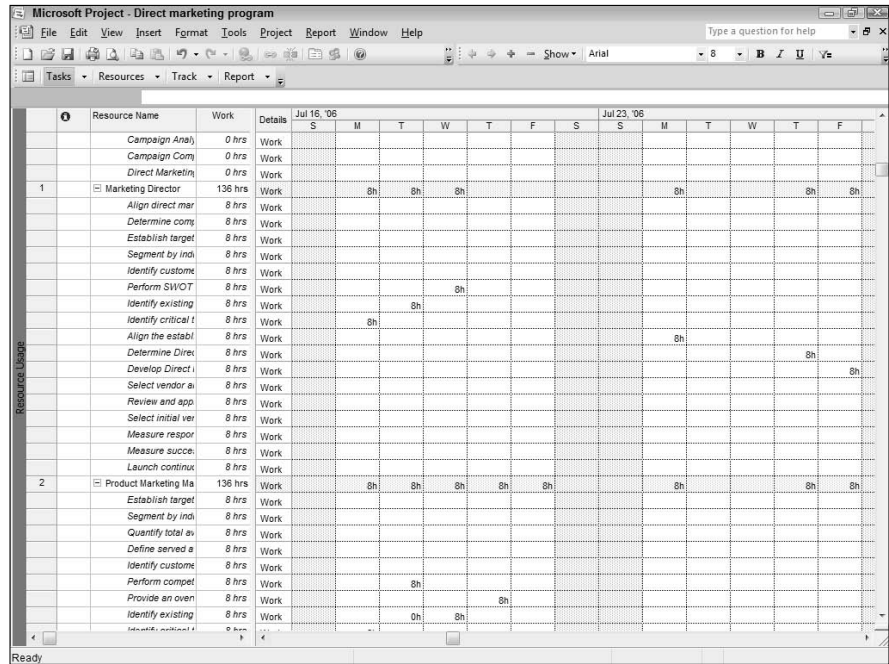 Microsoft Project - Direct marketing program
File Edit View Insert Format Tools Project Report Window Help Type a question for help
Show Arial 8 B I U
Tasks Resources Track Report
Resource Name Work Details Jul 16, '06 Jul 23, '06
S M T W T F S S M T W T F
Campaign Analy 0 hrs Work
Campaign Com 0 hrs Work
Direct Marketin 0 hrs Work
1 Marketing Director 136 hrs Work 8h 8h 8h 8h 8h 8h
Align direct mar 8 hrs Work
Determine com 8 hrs Work
Establish target 8 hrs Work
Segment by indi 8 hrs Work
Identify custome 8 hrs Work
Perform SWOT 8 hrs Work 8h
Identify existing 8 hrs Work 8h
Identify critical t 8 hrs Work 8h
Align the establ 8 hrs Work 8h
Determine Direc 8 hrs Work 8h
Develop Direct 8 hrs Work 8h
Select vendor a 8 hrs Work
Review and app 8 hrs Work
Select initial ver 8 hrs Work
Measure respor 8 hrs Work
Measure succe 8 hrs Work
Launch continu 8 hrs Work
2 Product Marketing Ma 136 hrs Work 8h 8h 8h 8h 8h 8h 8h 8h
Establish target 8 hrs Work
Segment by indi 8 hrs Work
Quantify total av 8 hrs Work
Define served a 8 hrs Work
Identify custome 8 hrs Work
Perform compet 8 hrs Work 8h
Provide an over 8 hrs Work 8h
Identify existing 8 hrs Work 0h 8h
Resource Usage
Ready